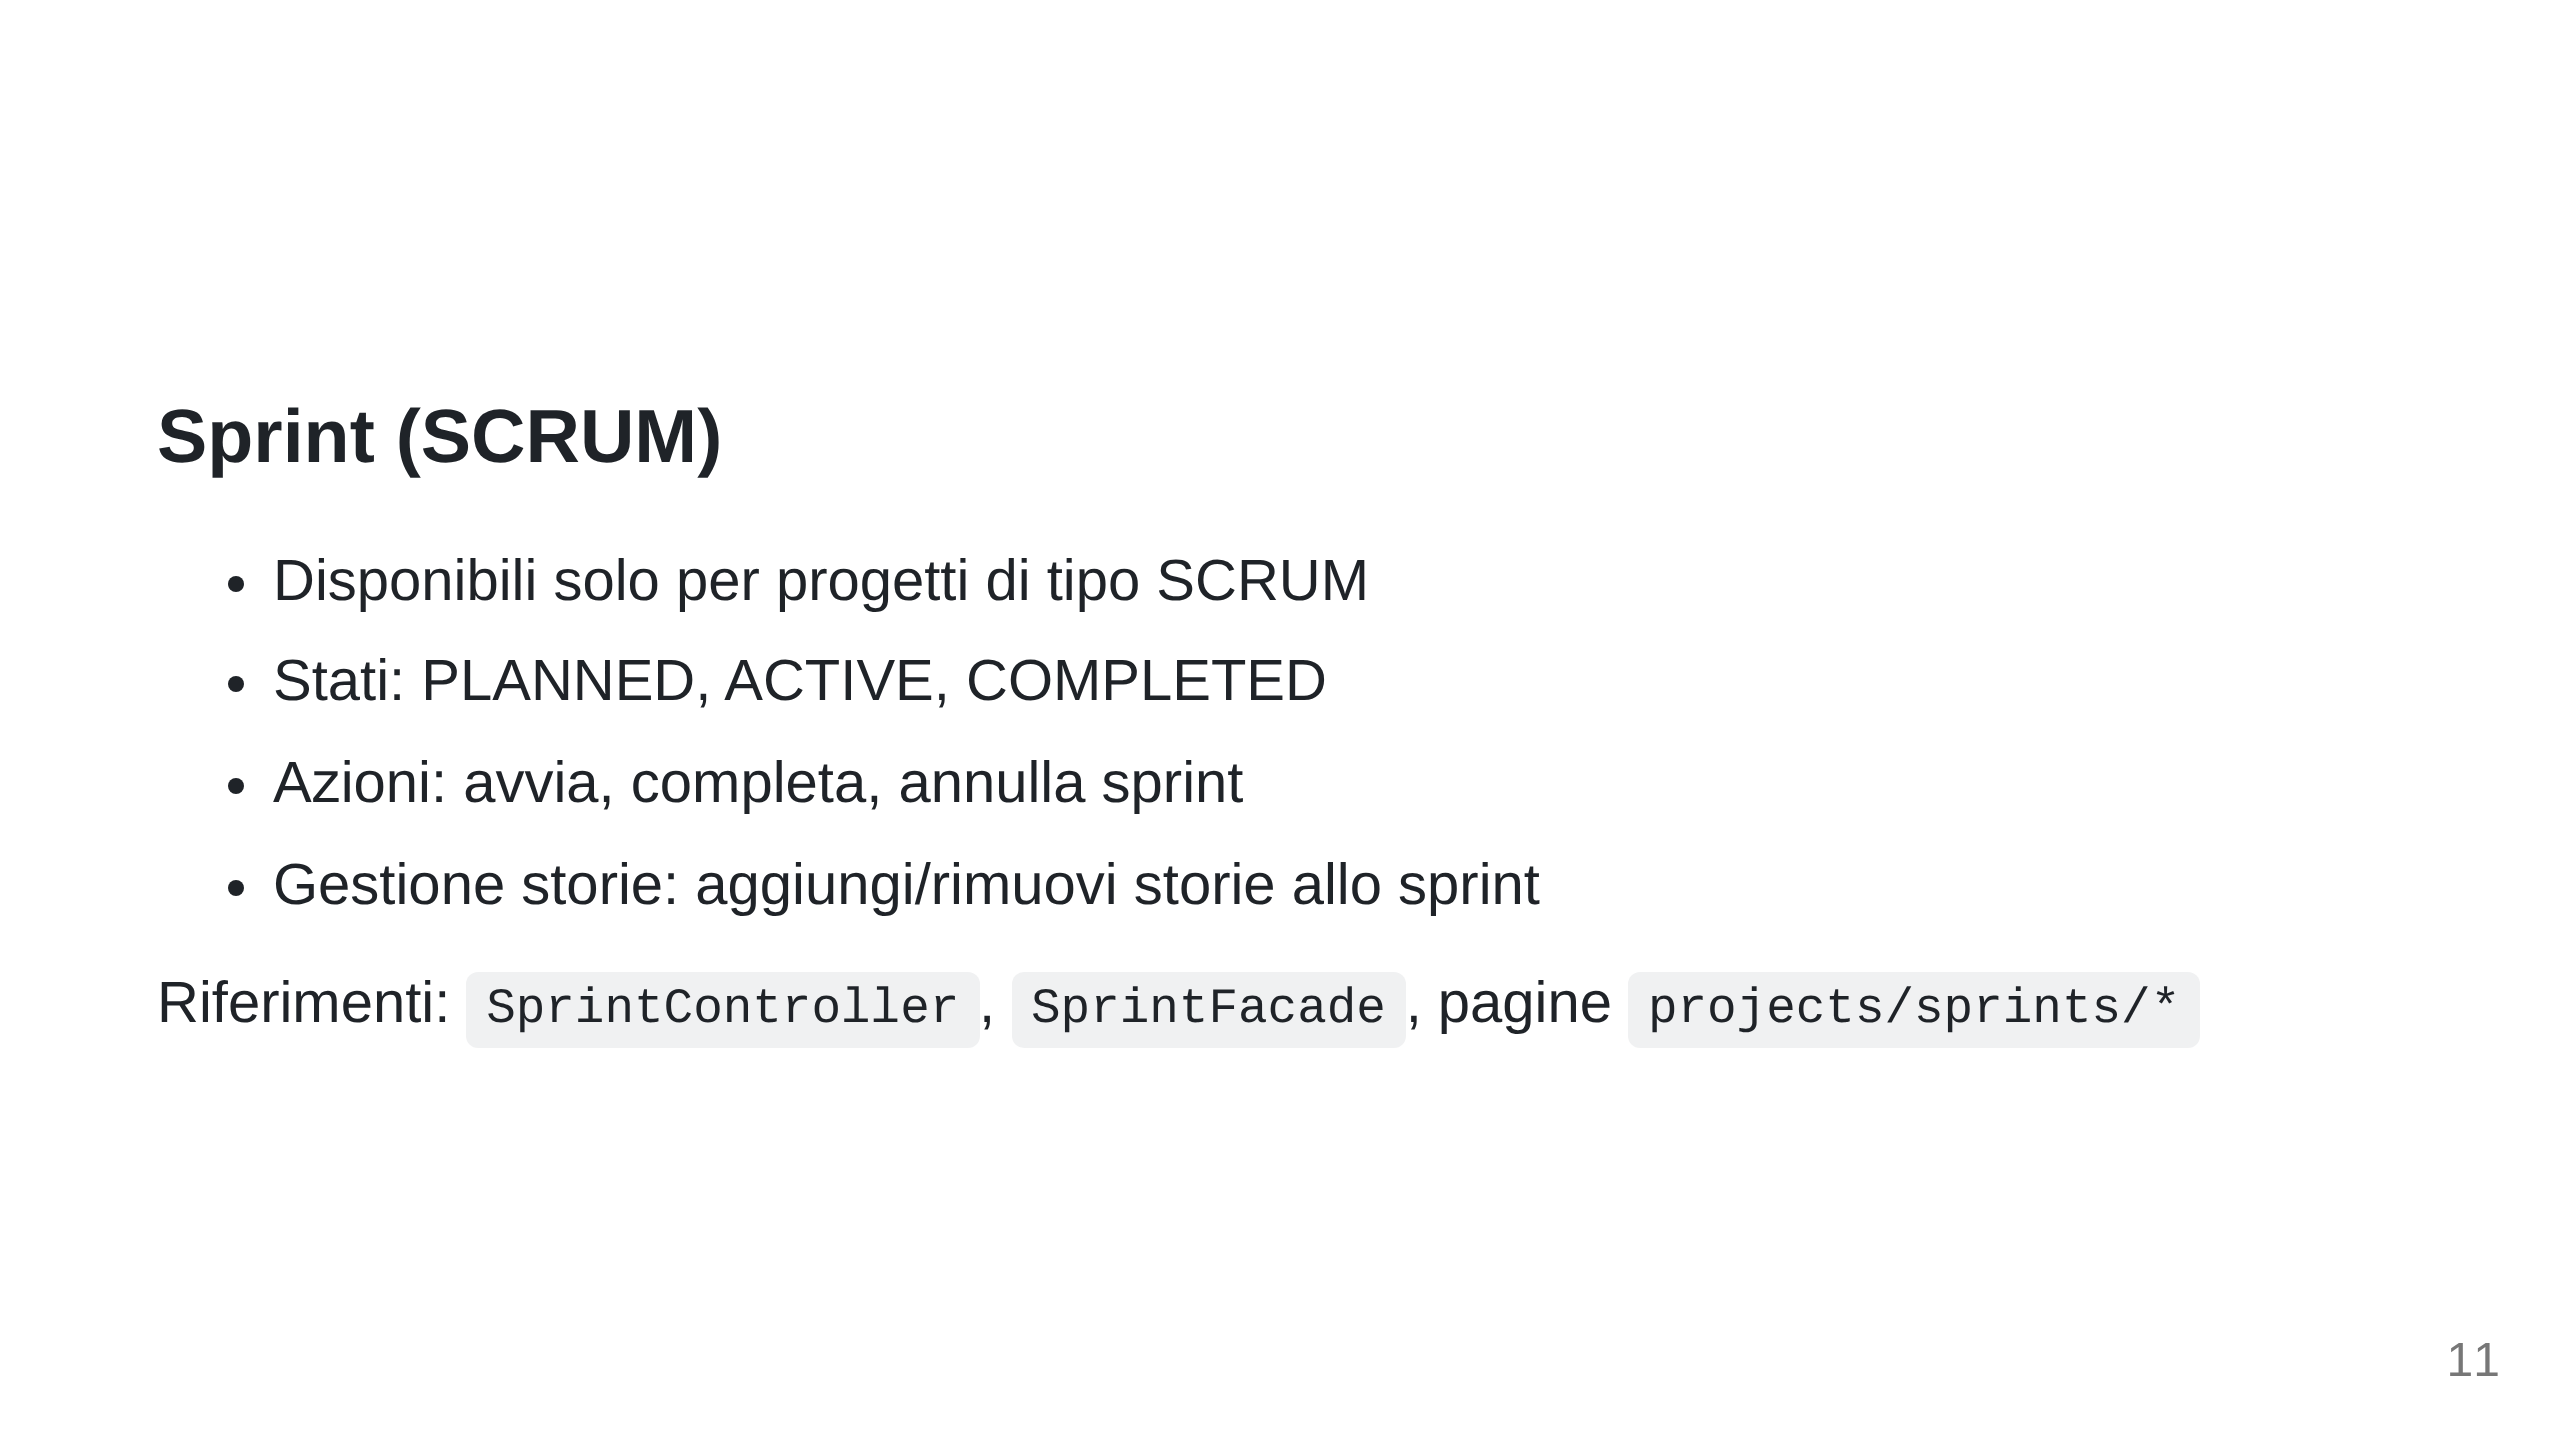 Sprint (SCRUM)
• Disponibili solo per progetti di tipo SCRUM
• Stati: PLANNED, ACTIVE, COMPLETED
• Azioni: avvia, completa, annulla sprint
• Gestione storie: aggiungi/rimuovi storie allo sprint
Riferimenti: SprintController, SprintFacade, pagine projects/sprints/*
11